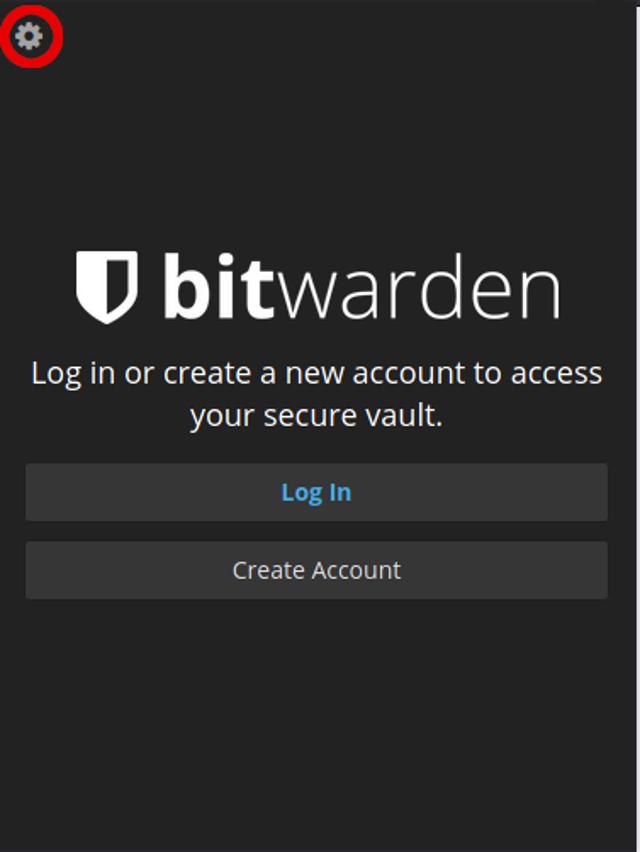 bitwarden
Log in or create a new account to access
your secure vault.
Log In
Create Account